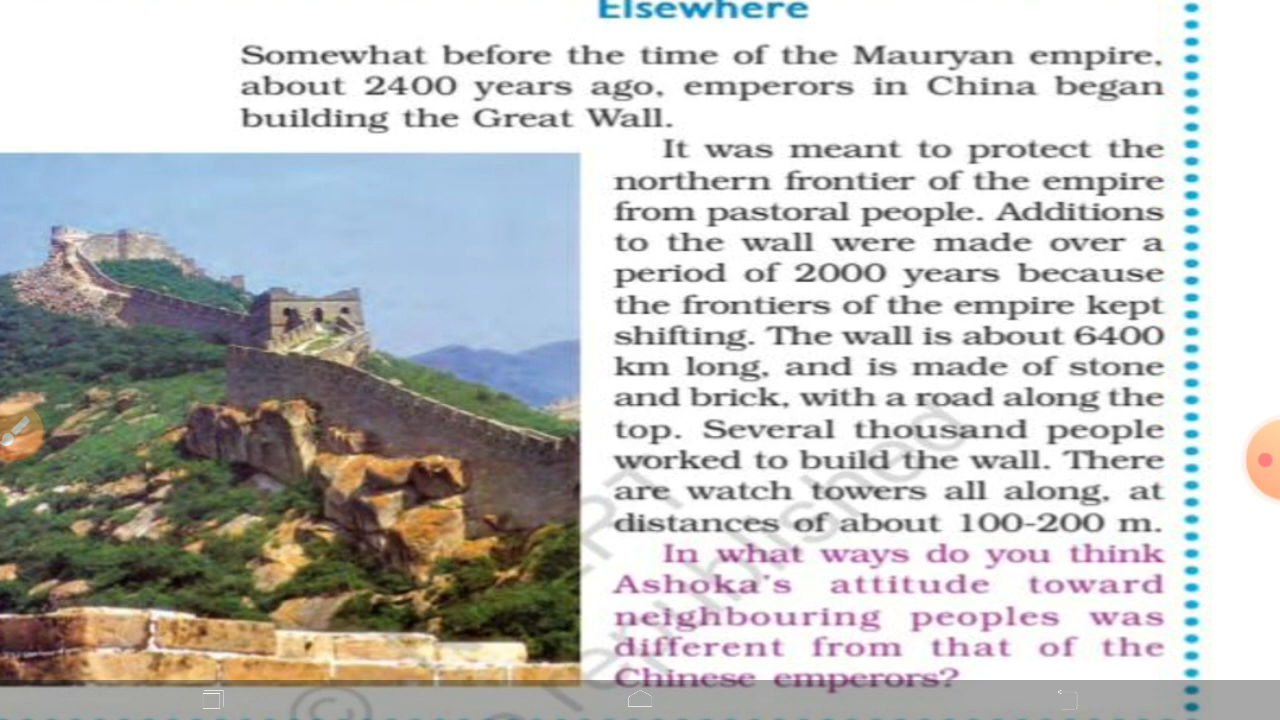 Elsewhere
Somewhat before the time of the Mauryan empire,
about 2400 years ago, emperors in China began
building the Great Wall.
It was meant to protect the
northern frontier of the empire
from pastoral people. Additions
to the wall were made over a
period of 2000 years because
the frontiers of the empire kept
shifting. The wall is about 6400
km long, and is made of stone
and brick, with a road along the
top. Several thousand people
worked to build the wall. There
are watch towers all along, at
distances of about 100-200 m.
In what ways do you think
Ashoka's attitude toward
neighbouring peoples was
different from that of the
Chinese emperors?